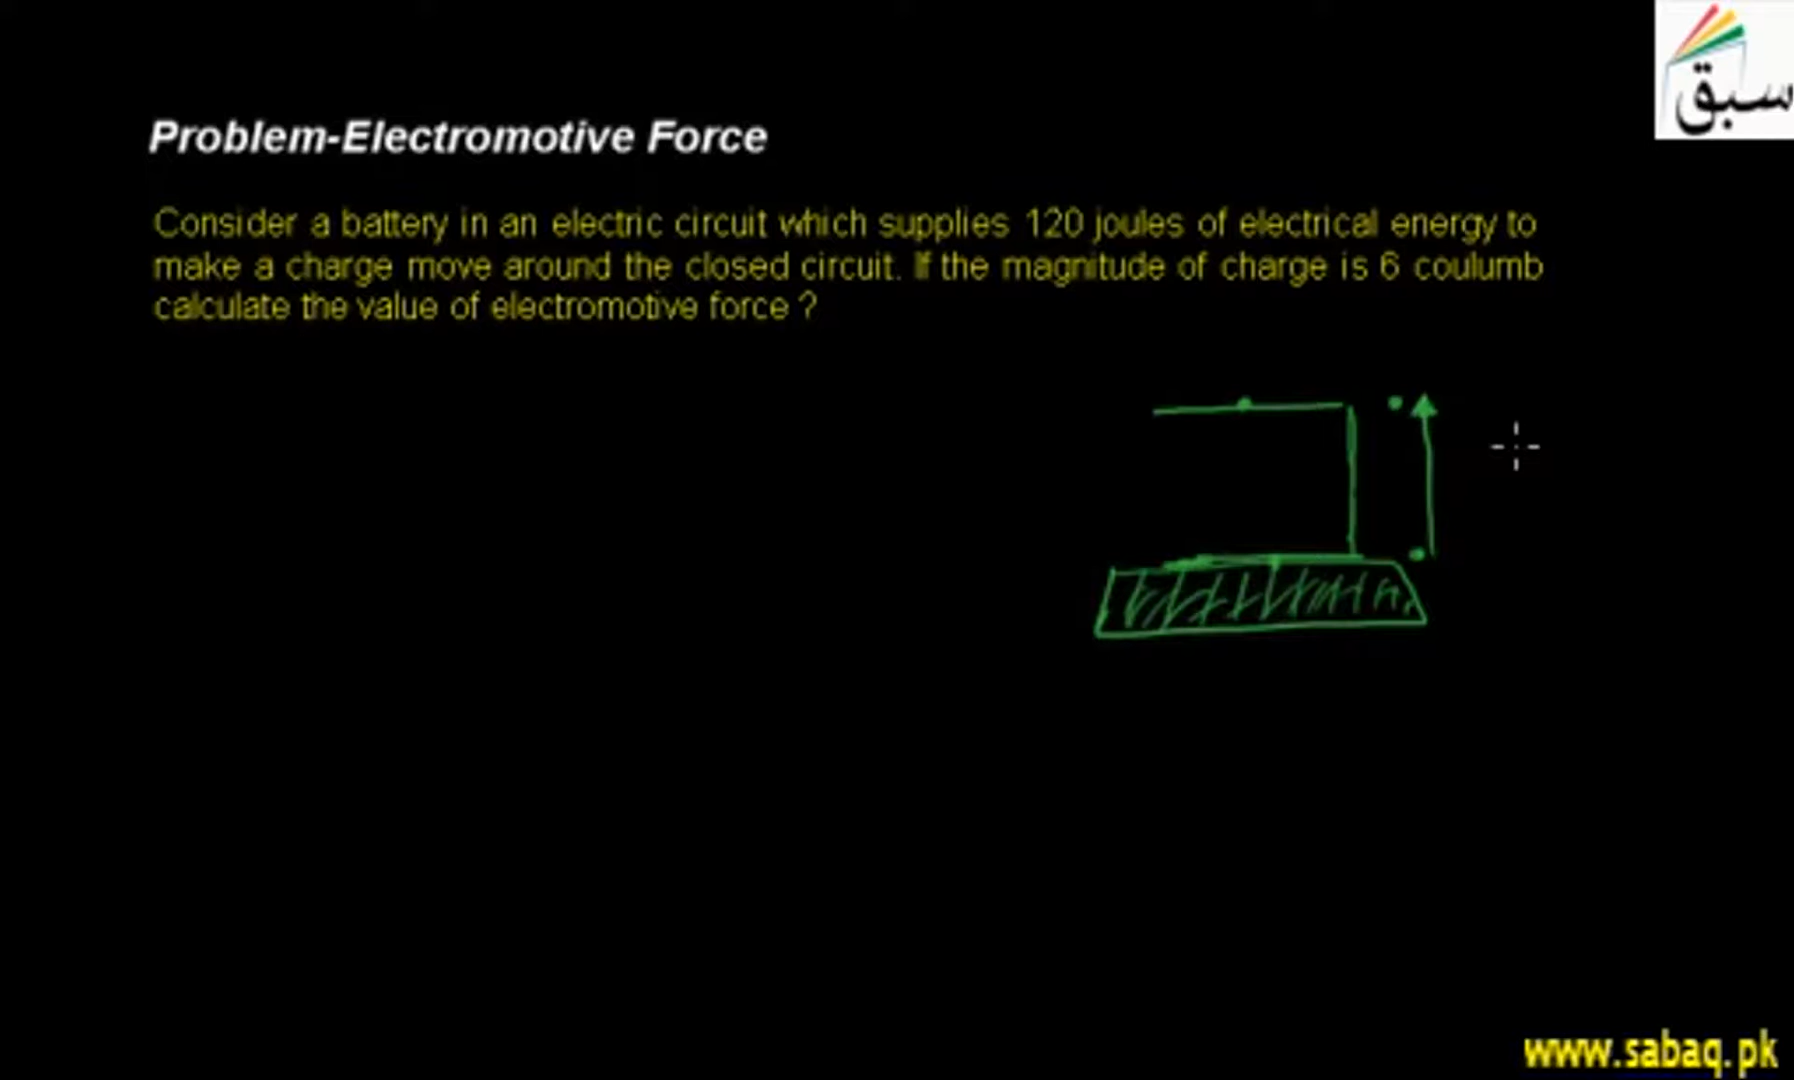 سبق
Problem-Electromotive Force
Consider a battery in an electric circuit which supplies 120 joules of electrical energy to
make a charge move around the closed circuit. If the magnitude of charge is 6 coulumb
calculate the value of electromotive force ?
www.sabaq.pk